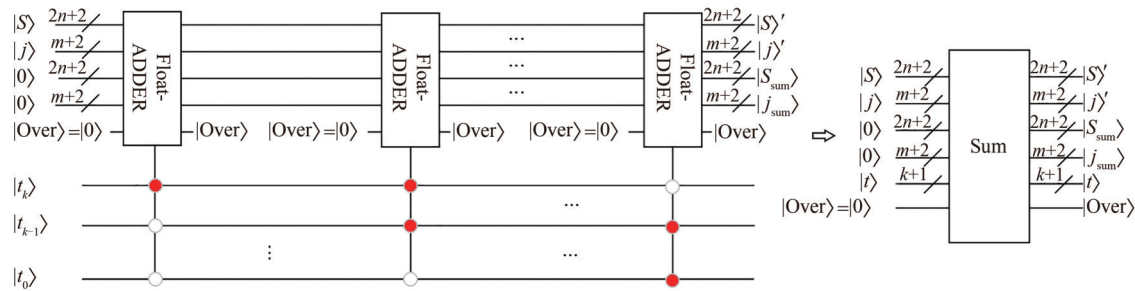 |S⟩ 2n+2 2n+2 |S⟩′
|j⟩ m+2 ... m+2 |j⟩′
|0⟩ 2n+2 ... 2n+2 |S_sum⟩
|0⟩ m+2 ... m+2 |j_sum⟩
Float-
ADDER
Float-
ADDER
Float-
ADDER
|Over⟩=|0⟩ |Over⟩ |0⟩ |Over⟩=|0⟩ |Over⟩ |Over⟩=|0⟩ |Over⟩
|t_k⟩
...
|t_{k−1}⟩
⋮ ...
|t_0⟩
⇨
|S⟩ 2n+2 2n+2 |S⟩′
|j⟩ m+2 m+2 |j⟩′
|0⟩ 2n+2 2n+2 |S_sum⟩
Sum
|0⟩ m+2 m+2 |j_sum⟩
|t⟩ k+1 k+1 |t⟩
|Over⟩=|0⟩ |Over⟩